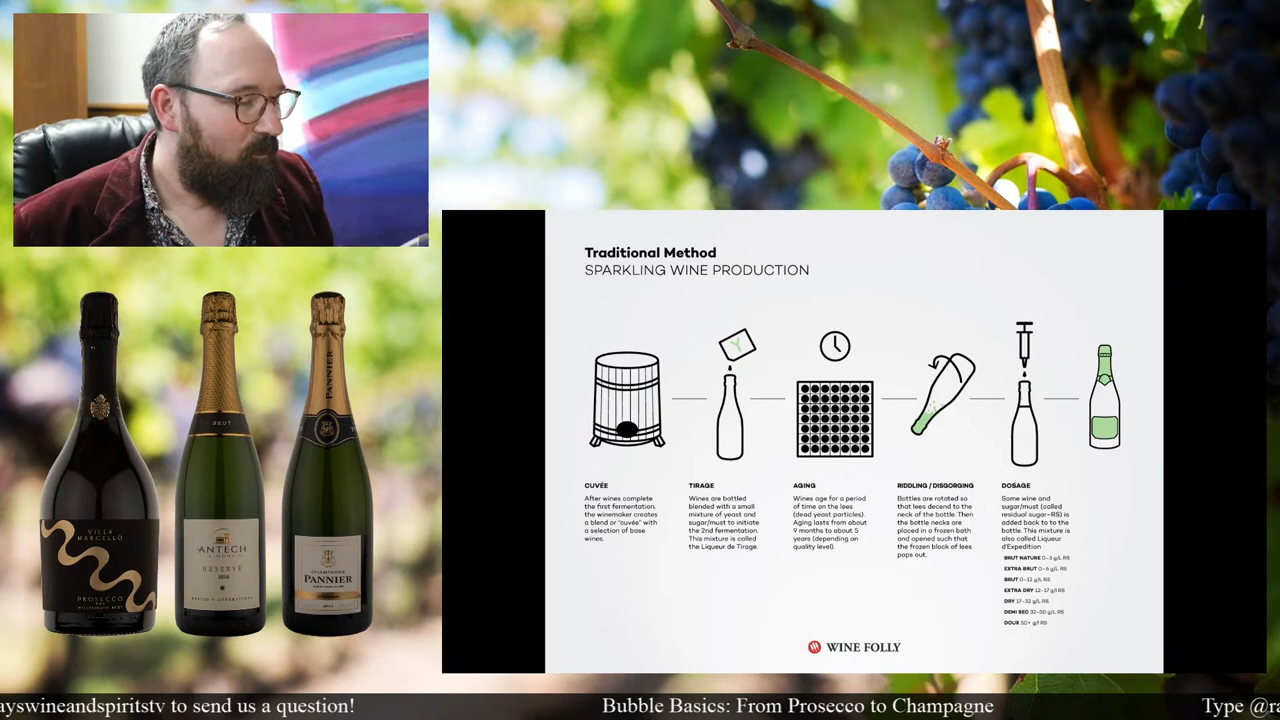 Traditional Method
SPARKLING WINE PRODUCTION
CUVÉE
After wines complete
the first fermentation,
the winemaker creates
a blend or "cuvée" with
a selection of base
wines.
TIRAGE
Wines are bottled
blended with a small
mixture of yeast and
sugar/must to initiate
the 2nd fermentation.
This mixture is called
the Liqueur de Tirage.
AGING
Wines age for a period
of time on the lees
(dead yeast particles).
Aging lasts from about
9 months to about 5
years (depending on
quality level).
RIDDLING / DISGORGING
Bottles are rotated so
that lees decend to the
neck of the bottle. Then
the bottle necks are
placed in a frozen bath
and opened such that
the frozen block of lees
pops out.
DOSAGE
Some wine and
sugar/must (called
residual sugar–RS) is
added back to to the
bottle. This mixture is
also called Liqueur
d'Expedition
BRUT NATURE 0–3 g/L RS
EXTRA BRUT 0–6 g/L RS
BRUT 0–12 g/L RS
EXTRA DRY 12–17 g/l RS
DRY 17–32 g/L RS
DEMI SEC 32–50 g/L RS
DOUX 50+ g/l RS
WINE FOLLY
VILLA
MARCELLO
PROSECCO
MILLESIMATO BRUT
BRUT
ANTECH
RESERVE
PANNIER
CHAMPAGNE
PANNIER
BRUT
ayswineandspiritstv to send us a question!
Bubble Basics: From Prosecco to Champagne
Type @ra